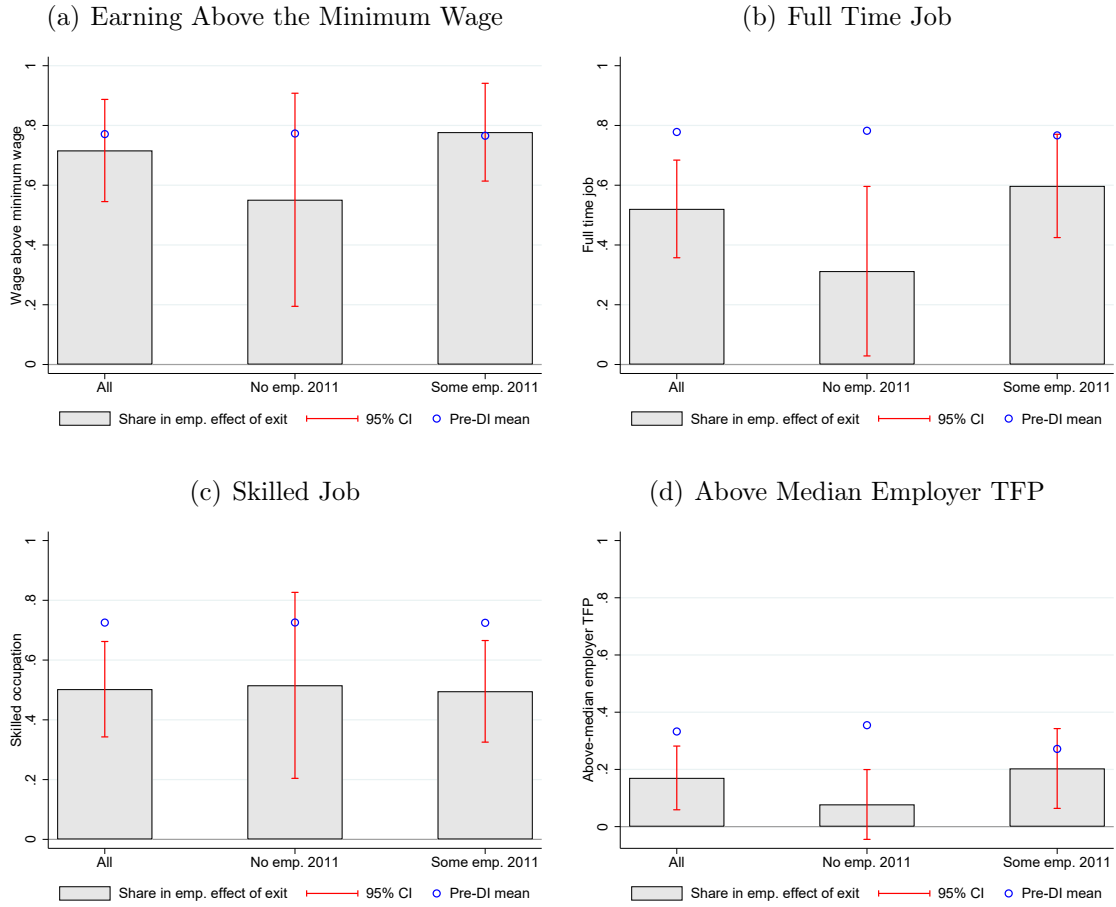 (a) Earning Above the Minimum Wage
Wage above minimum wage
1
.8
.6
.4
.2
0
All No emp. 2011 Some emp. 2011
Share in emp. effect of exit 95% CI Pre-DI mean
(b) Full Time Job
Full time job
1
.8
.6
.4
.2
0
All No emp. 2011 Some emp. 2011
Share in emp. effect of exit 95% CI Pre-DI mean
(c) Skilled Job
Skilled occupation
1
.8
.6
.4
.2
0
All No emp. 2011 Some emp. 2011
Share in emp. effect of exit 95% CI Pre-DI mean
(d) Above Median Employer TFP
Above-median employer TFP
1
.8
.6
.4
.2
0
All No emp. 2011 Some emp. 2011
Share in emp. effect of exit 95% CI Pre-DI mean